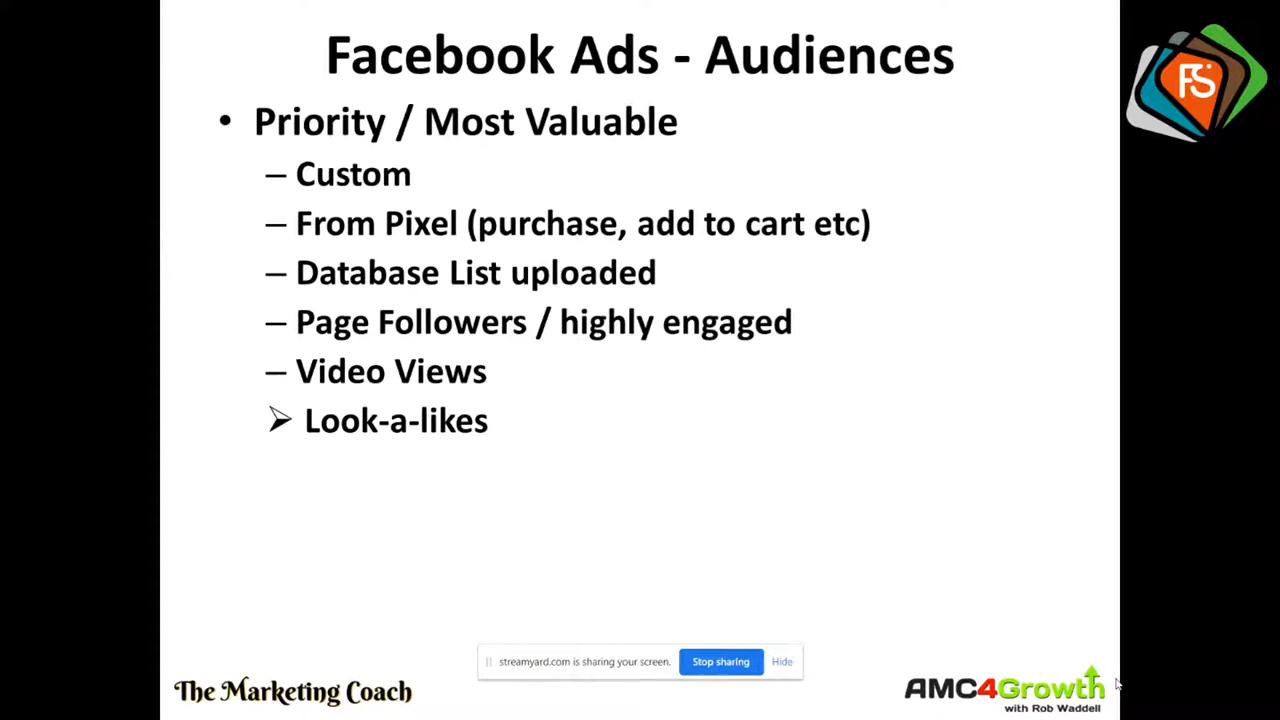 Facebook Ads - Audiences
• Priority / Most Valuable
– Custom
– From Pixel (purchase, add to cart etc)
– Database List uploaded
– Page Followers / highly engaged
– Video Views
➢ Look-a-likes
FS
streamyard.com is sharing your screen. Stop sharing Hide
The Marketing Coach
AMC4Growth
with Rob Waddell